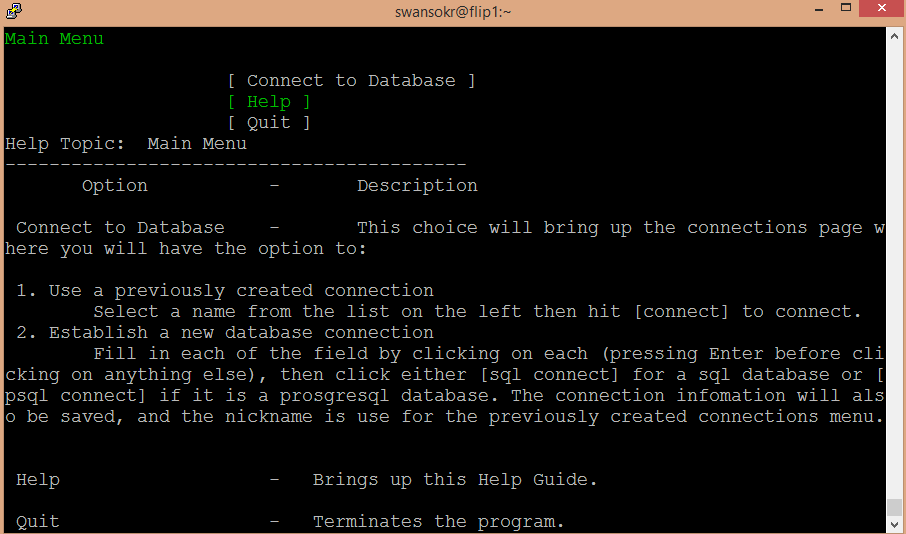 swansokr@flip1:~
Main Menu
[ Connect to Database ]
[ Help ]
[ Quit ]
Help Topic:  Main Menu
------------------------------------------
Option - Description
Connect to Database - This choice will bring up the connections page w
here you will have the option to:
1. Use a previously created connection
Select a name from the list on the left then hit [connect] to connect.
2. Establish a new database connection
Fill in each of the field by clicking on each (pressing Enter before cli
cking on anything else), then click either [sql connect] for a sql database or [
psql connect] if it is a prosgresql database. The connection infomation will als
o be saved, and the nickname is use for the previously created connections menu.
Help - Brings up this Help Guide.
Quit - Terminates the program.